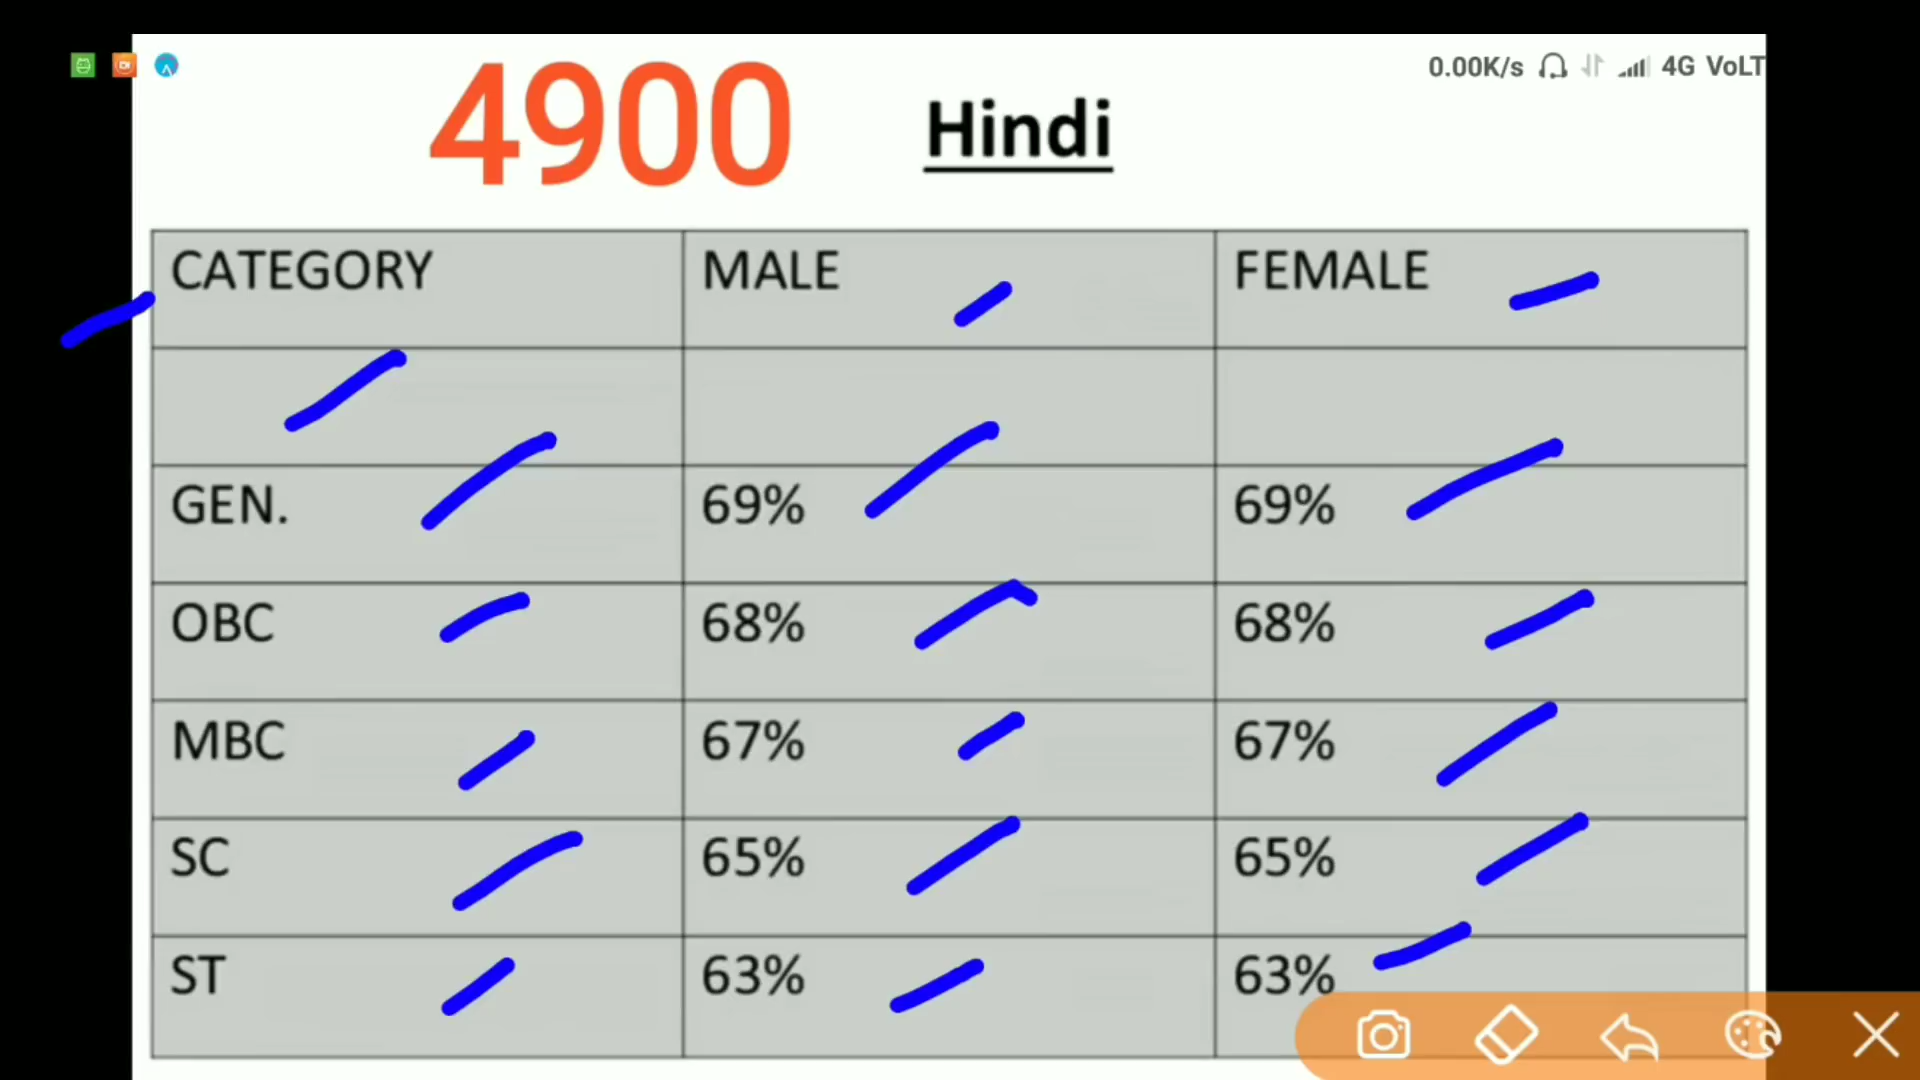 0.00K/s 4G VoLT
4900 Hindi
CATEGORY MALE FEMALE
GEN. 69% 69%
OBC 68% 68%
MBC 67% 67%
SC 65% 65%
ST 63% 63%